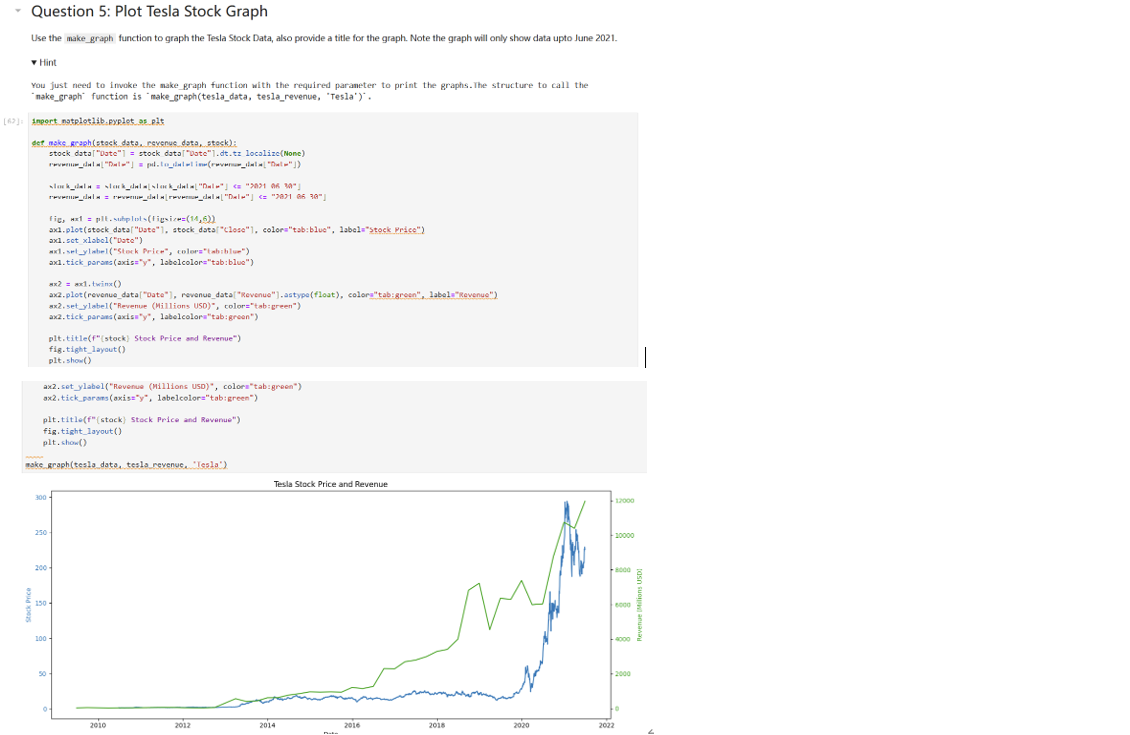 Question 5: Plot Tesla Stock Graph
Use the make_graph function to graph the Tesla Stock Data, also provide a title for the graph. Note the graph will only show data upto June 2021.
▼ Hint
You just need to invoke the make_graph function with the required parameter to print the graphs.The structure to call the
`make_graph` function is `make_graph(tesla_data, tesla_revenue, 'Tesla')`.
import matplotlib.pyplot as plt
def make_graph(stock_data, revenue_data, stock):
stock_data["Date"] = stock_data["Date"].dt.tz_localize(None)
revenue_data["Date"] = pd.to_datetime(revenue_data["Date"])
stock_data = stock_data[stock_data["Date"] <= "2021-06-30"]
revenue_data = revenue_data[revenue_data["Date"] <= "2021-06-30"]
fig, ax1 = plt.subplots(figsize=(14,6))
ax1.plot(stock_data["Date"], stock_data["Close"], color="tab:blue", label="Stock Price")
ax1.set_xlabel("Date")
ax1.set_ylabel("Stock Price", color="tab:blue")
ax1.tick_params(axis="y", labelcolor="tab:blue")
ax2 = ax1.twinx()
ax2.plot(revenue_data["Date"], revenue_data["Revenue"].astype(float), color="tab:green", label="Revenue")
ax2.set_ylabel("Revenue (Millions USD)", color="tab:green")
ax2.tick_params(axis="y", labelcolor="tab:green")
plt.title(f"{stock} Stock Price and Revenue")
fig.tight_layout()
plt.show()
ax2.set_ylabel("Revenue (Millions USD)", color="tab:green")
ax2.tick_params(axis="y", labelcolor="tab:green")
plt.title(f"{stock} Stock Price and Revenue")
fig.tight_layout()
plt.show()
make_graph(tesla_data, tesla_revenue, 'Tesla')
Tesla Stock Price and Revenue
300
250
200
150
100
50
0
Stock Price
12000
10000
8000
6000
4000
2000
0
Revenue (Millions USD)
2010 2012 2014 2016 2018 2020 2022